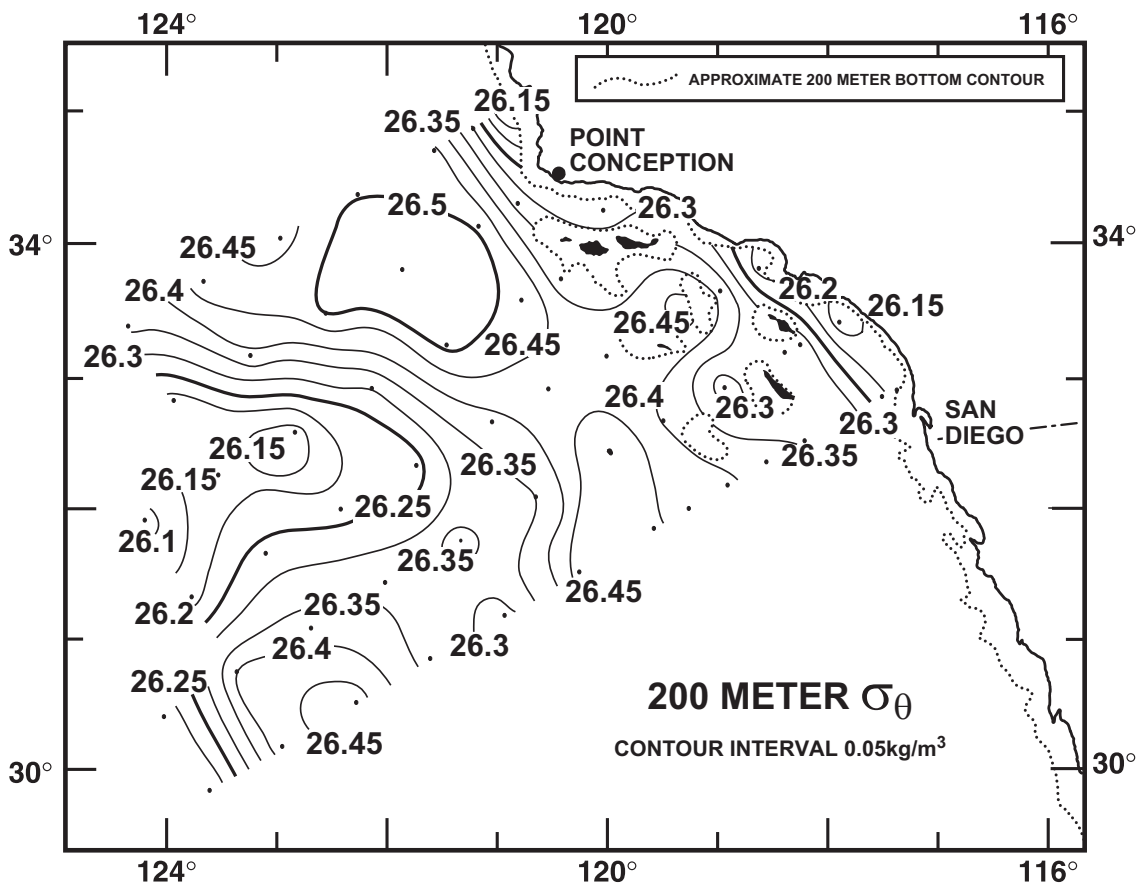 124° 120° 116°
APPROXIMATE 200 METER BOTTOM CONTOUR
26.15
26.35
POINT
CONCEPTION
26.5
26.3
34° 26.45 34°
26.4
26.2
26.15
26.45
26.45
26.3
26.4
26.3
26.3
SAN
DIEGO
26.15
26.35
26.35
26.15
26.25
26.1
26.35
26.45
26.2
26.35
26.4
26.3
26.25
200 METER σθ
26.45
CONTOUR INTERVAL 0.05kg/m³
30° 30°
124° 120° 116°